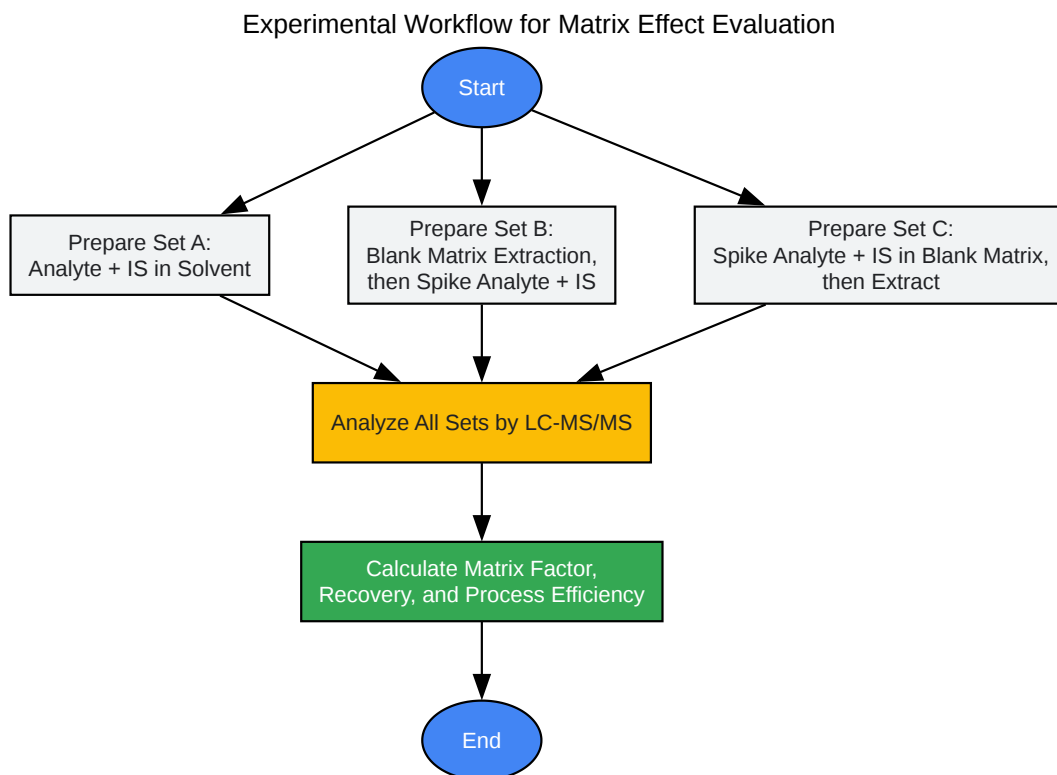 Experimental Workflow for Matrix Effect Evaluation
Start
Prepare Set A:
Analyte + IS in Solvent
Prepare Set B:
Blank Matrix Extraction,
then Spike Analyte + IS
Prepare Set C:
Spike Analyte + IS in Blank Matrix,
then Extract
Analyze All Sets by LC-MS/MS
Calculate Matrix Factor,
Recovery, and Process Efficiency
End